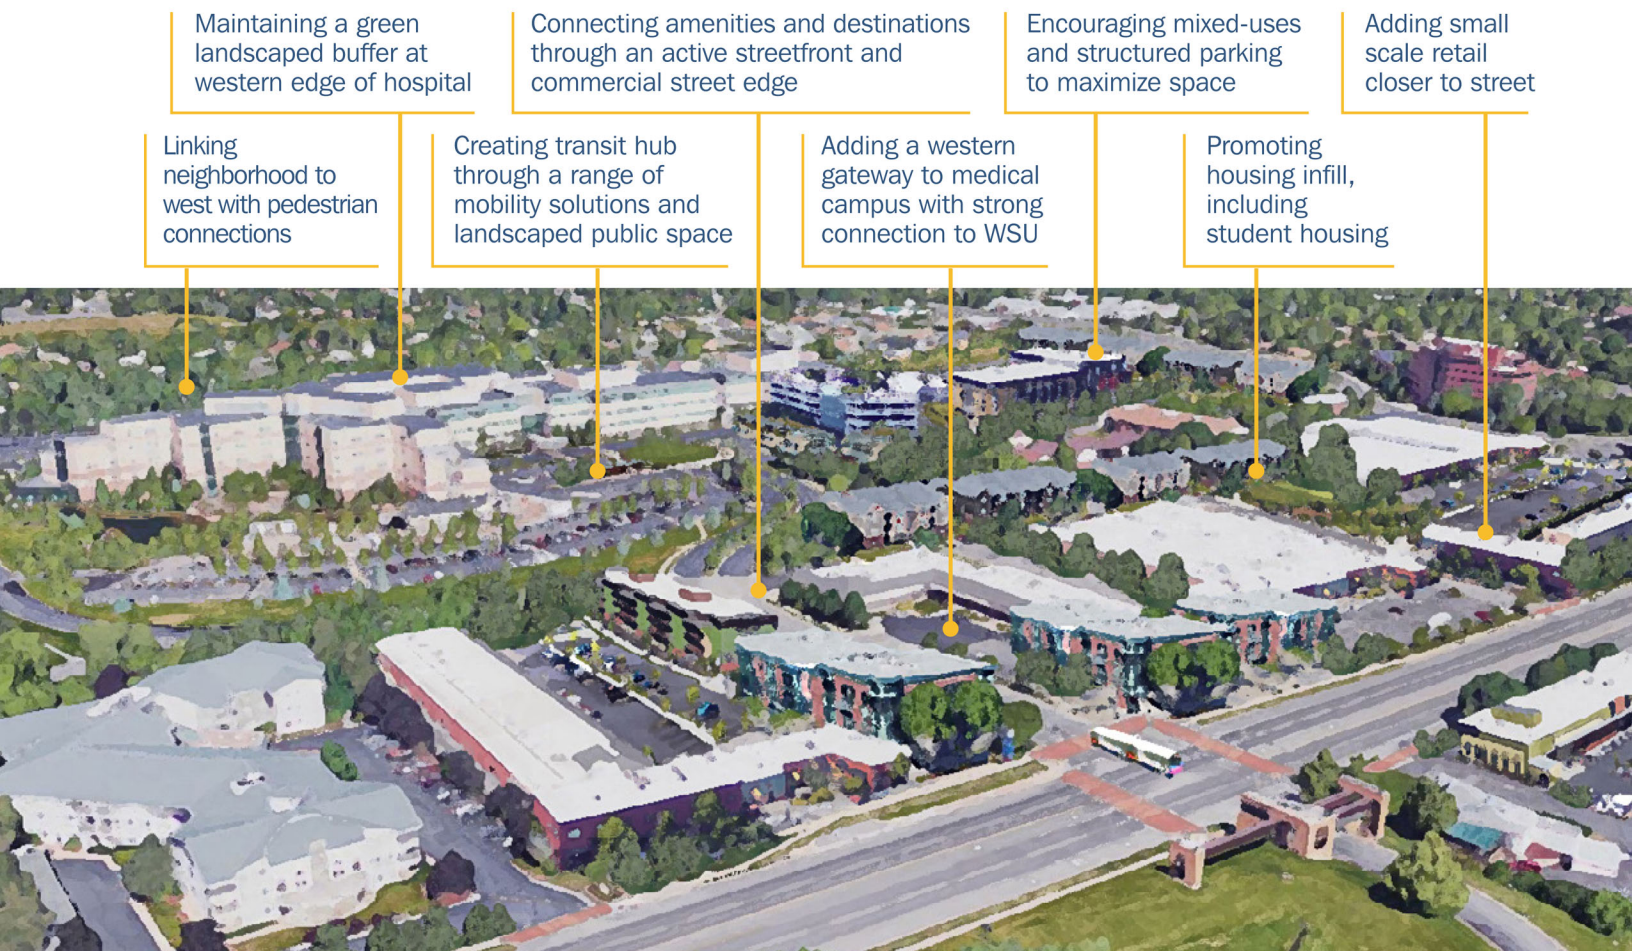 Maintaining a green
landscaped buffer at
western edge of hospital
Connecting amenities and destinations
through an active streetfront and
commercial street edge
Encouraging mixed-uses
and structured parking
to maximize space
Adding small
scale retail
closer to street
Linking
neighborhood to
west with pedestrian
connections
Creating transit hub
through a range of
mobility solutions and
landscaped public space
Adding a western
gateway to medical
campus with strong
connection to WSU
Promoting
housing infill,
including
student housing